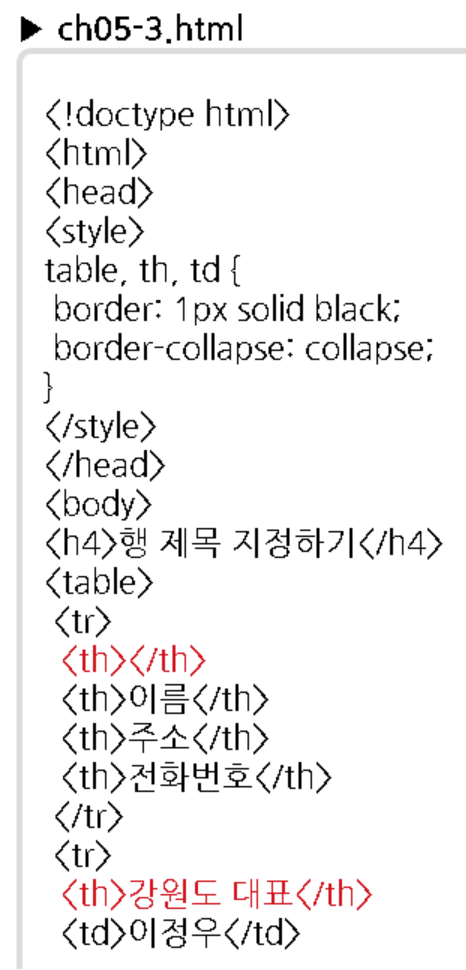 ▶ ch05-3.html
<!doctype html>
<html>
<head>
<style>
table, th, td {
border: 1px solid black;
border-collapse: collapse;
}
</style>
</head>
<body>
<h4>행 제목 지정하기</h4>
<table>
<tr>
<th></th>
<th>이름</th>
<th>주소</th>
<th>전화번호</th>
</tr>
<tr>
<th>강원도 대표</th>
<td>이정우</td>